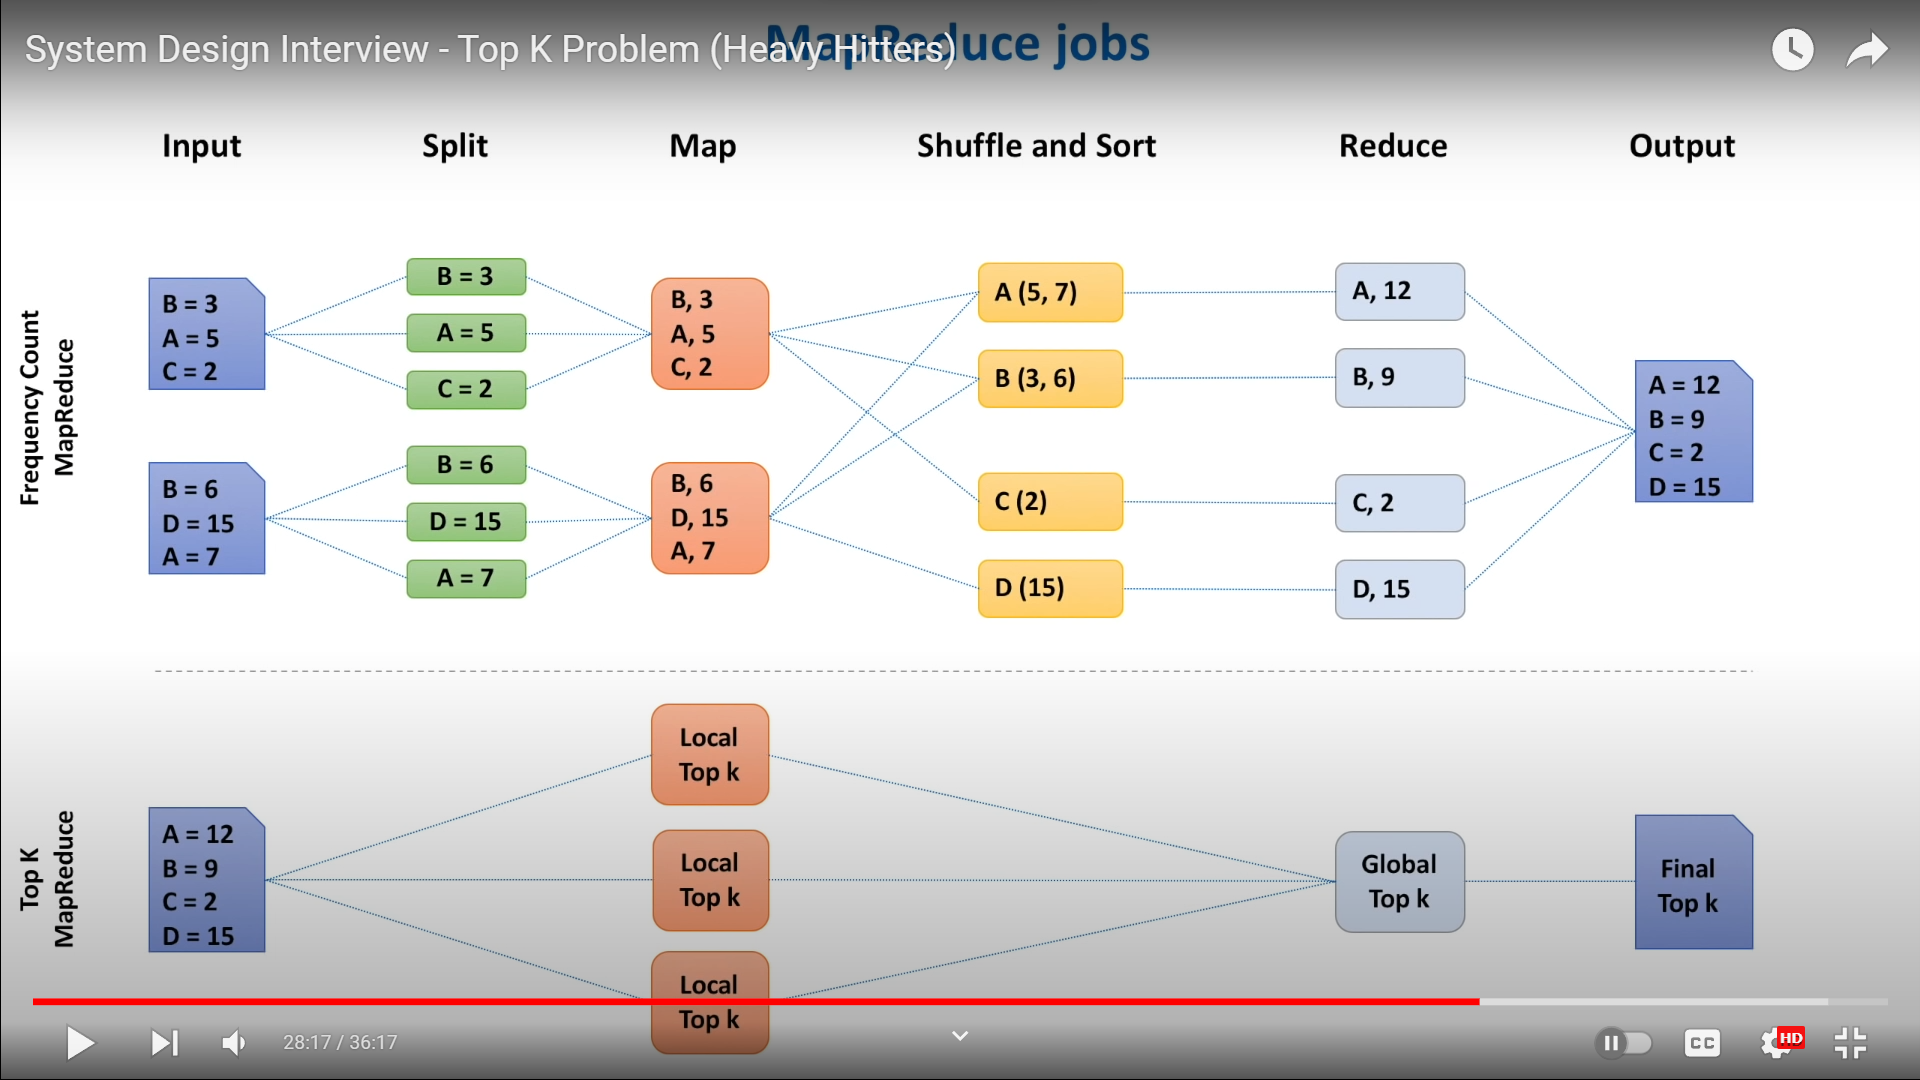 System Design Interview - Top K Problem (Heavy Hitters)
MapReduce jobs
Input
Split
Map
Shuffle and Sort
Reduce
Output
Frequency Count
MapReduce
B = 3
A = 5
C = 2
B = 6
D = 15
A = 7
B = 3
A = 5
C = 2
B = 6
D = 15
A = 7
B, 3
A, 5
C, 2
B, 6
D, 15
A, 7
A (5, 7)
B (3, 6)
C (2)
D (15)
A, 12
B, 9
C, 2
D, 15
A = 12
B = 9
C = 2
D = 15
Top K
MapReduce
A = 12
B = 9
C = 2
D = 15
Local
Top k
Local
Top k
Local
Top k
Global
Top k
Final
Top k
28:17 / 36:17
CC
HD